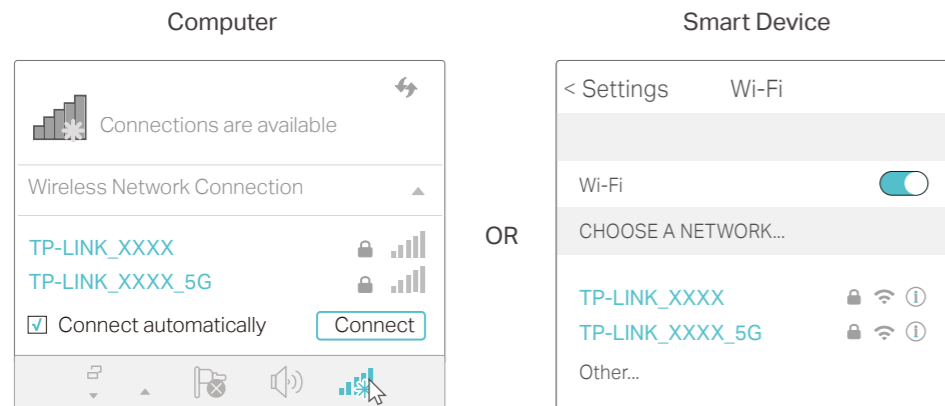 Computer
Connections are available
Wireless Network Connection
TP-LINK_XXXX
TP-LINK_XXXX_5G
Connect automatically
Connect
OR
Smart Device
< Settings Wi-Fi
Wi-Fi
CHOOSE A NETWORK...
TP-LINK_XXXX
TP-LINK_XXXX_5G
Other...